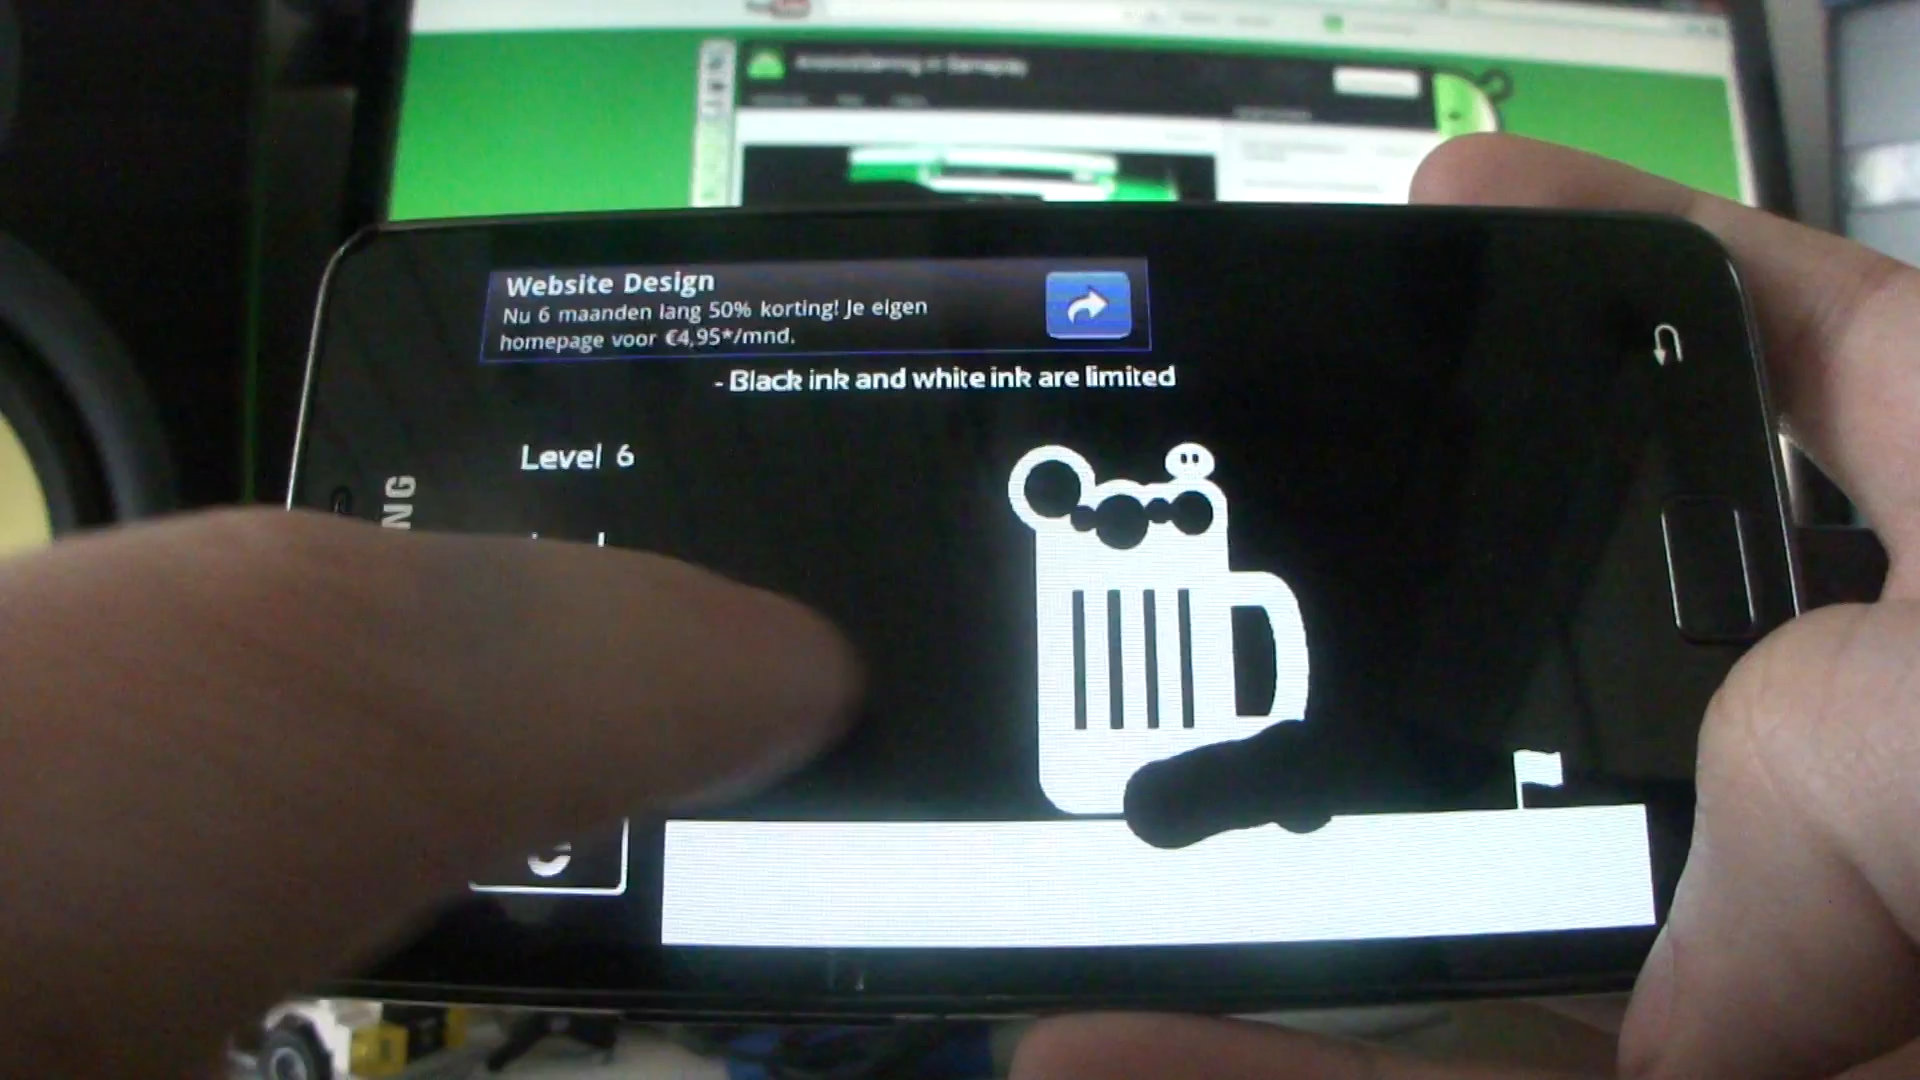 Website Design
Nu 6 maanden lang 50% korting! Je eigen
homepage voor €4,95*/mnd.
- Black ink and white ink are limited
Level 6
NG